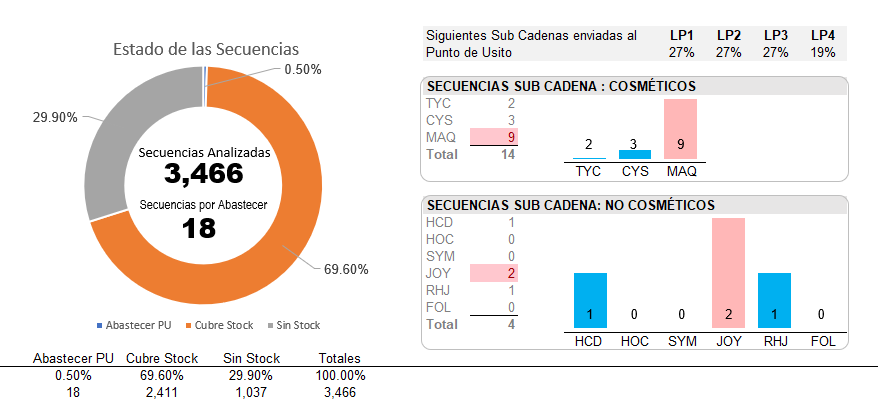 Estado de las Secuencias
0.50%
29.90%
Secuencias Analizadas
3,466
Secuencias por Abastecer
18
69.60%
Abastecer PU Cubre Stock Sin Stock
Abastecer PU Cubre Stock Sin Stock Totales
0.50% 69.60% 29.90% 100.00%
18 2,411 1,037 3,466
Siguientes Sub Cadenas enviadas al LP1 LP2 LP3 LP4
Punto de Usito 27% 27% 27% 19%
SECUENCIAS SUB CADENA : COSMÉTICOS
TYC 2
CYS 3
MAQ 9
Total 14
2 3 9
TYC CYS MAQ
SECUENCIAS SUB CADENA: NO COSMÉTICOS
HCD 1
HOC 0
SYM 0
JOY 2
RHJ 1
FOL 0
Total 4
1 0 0 2 1 0
HCD HOC SYM JOY RHJ FOL